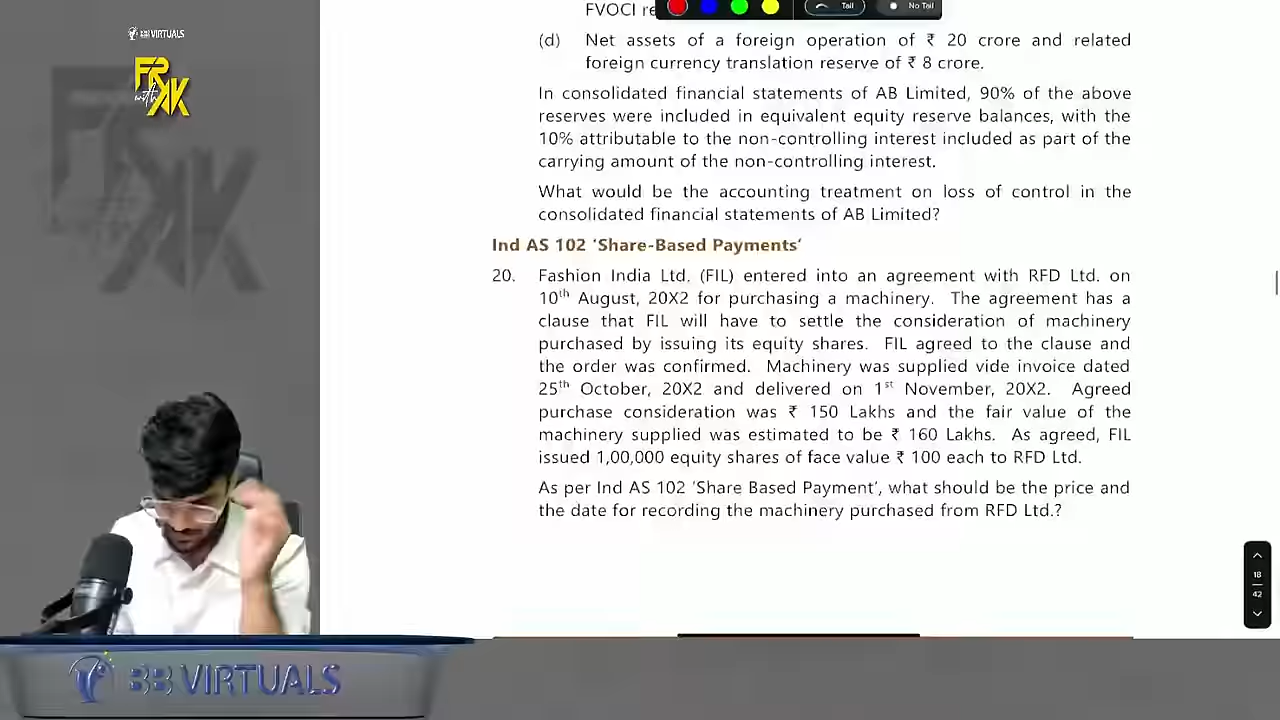 BB VIRTUALS
FR
with
AK
Tail
No Tail
FVOCI re
(d) Net assets of a foreign operation of ₹ 20 crore and related
foreign currency translation reserve of ₹ 8 crore.
In consolidated financial statements of AB Limited, 90% of the above
reserves were included in equivalent equity reserve balances, with the
10% attributable to the non-controlling interest included as part of the
carrying amount of the non-controlling interest.
What would be the accounting treatment on loss of control in the
consolidated financial statements of AB Limited?
Ind AS 102 'Share-Based Payments'
20. Fashion India Ltd. (FIL) entered into an agreement with RFD Ltd. on
10th August, 20X2 for purchasing a machinery. The agreement has a
clause that FIL will have to settle the consideration of machinery
purchased by issuing its equity shares. FIL agreed to the clause and
the order was confirmed. Machinery was supplied vide invoice dated
25th October, 20X2 and delivered on 1st November, 20X2. Agreed
purchase consideration was ₹ 150 Lakhs and the fair value of the
machinery supplied was estimated to be ₹ 160 Lakhs. As agreed, FIL
issued 1,00,000 equity shares of face value ₹ 100 each to RFD Ltd.
As per Ind AS 102 'Share Based Payment', what should be the price and
the date for recording the machinery purchased from RFD Ltd.?
18
42
BB VIRTUALS